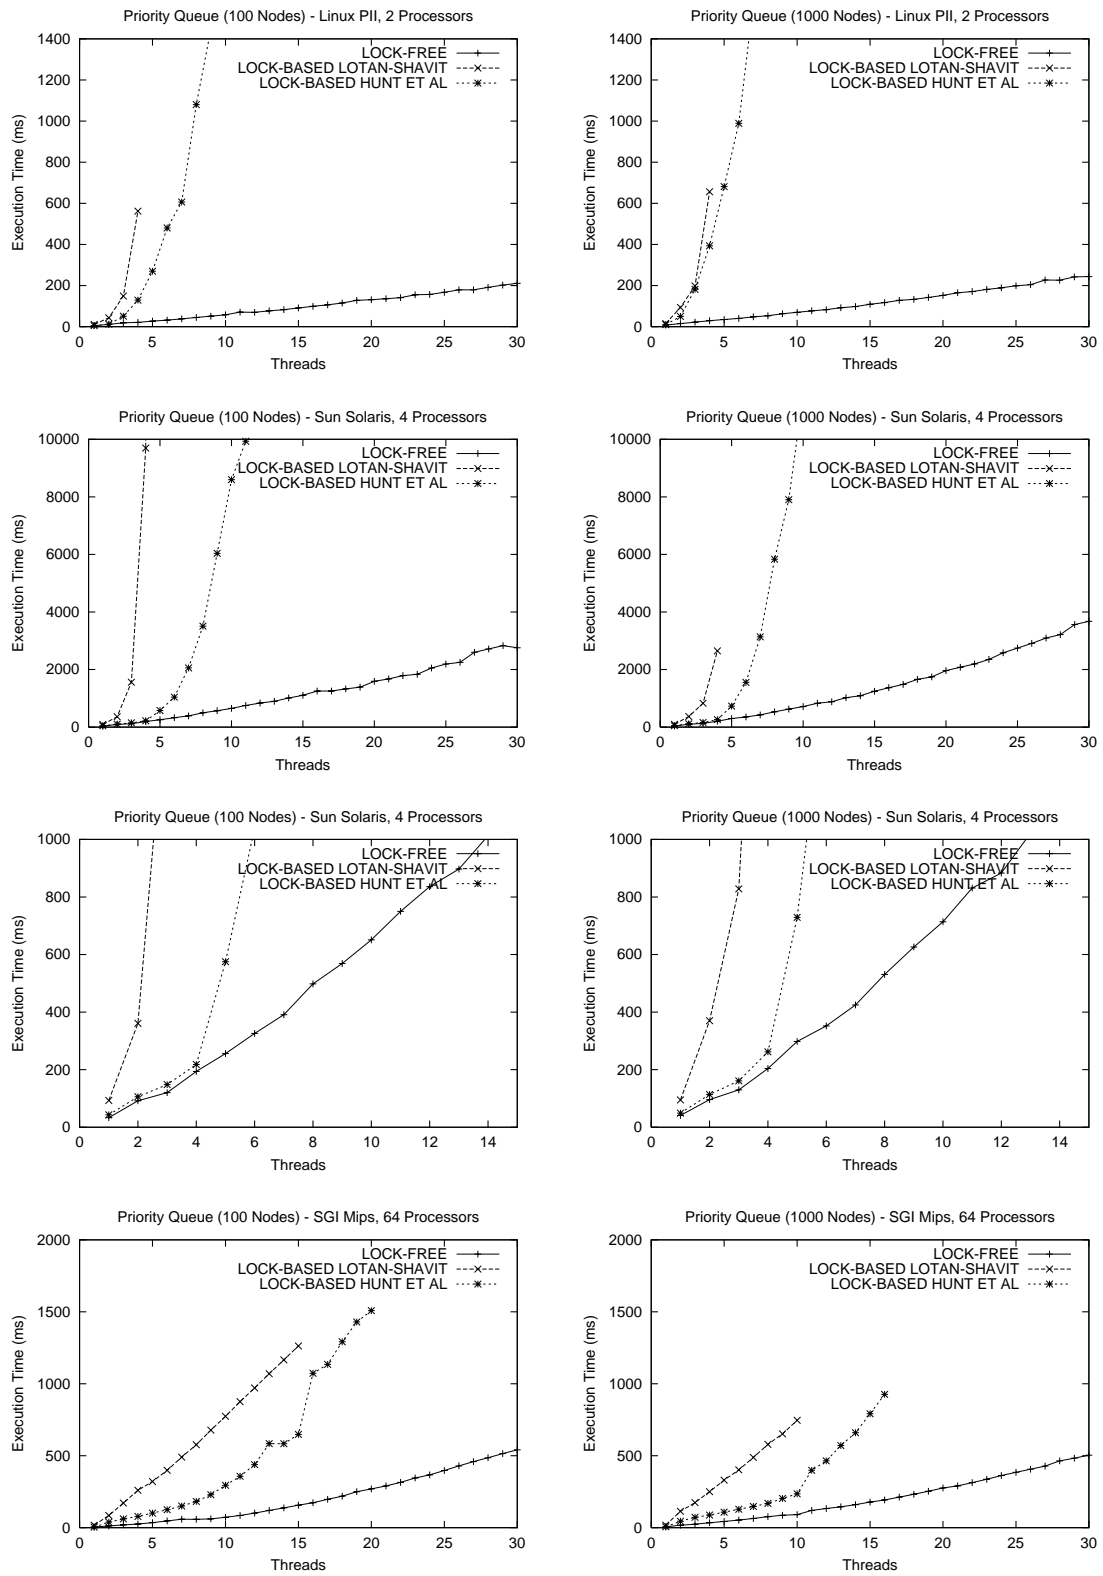 Priority Queue (100 Nodes) - Linux PII, 2 Processors
1400
1200
1000
800
600
400
200
0
Execution Time (ms)
LOCK-FREE
LOCK-BASED LOTAN-SHAVIT
LOCK-BASED HUNT ET AL
0 5 10 15 20 25 30
Threads
Priority Queue (1000 Nodes) - Linux PII, 2 Processors
1400
1200
1000
800
600
400
200
0
Execution Time (ms)
LOCK-FREE
LOCK-BASED LOTAN-SHAVIT
LOCK-BASED HUNT ET AL
0 5 10 15 20 25 30
Threads
Priority Queue (100 Nodes) - Sun Solaris, 4 Processors
10000
8000
6000
4000
2000
0
Execution Time (ms)
LOCK-FREE
LOCK-BASED LOTAN-SHAVIT
LOCK-BASED HUNT ET AL
0 5 10 15 20 25 30
Threads
Priority Queue (1000 Nodes) - Sun Solaris, 4 Processors
10000
8000
6000
4000
2000
0
Execution Time (ms)
LOCK-FREE
LOCK-BASED LOTAN-SHAVIT
LOCK-BASED HUNT ET AL
0 5 10 15 20 25 30
Threads
Priority Queue (100 Nodes) - Sun Solaris, 4 Processors
1000
800
600
400
200
0
Execution Time (ms)
LOCK-FREE
LOCK-BASED LOTAN-SHAVIT
LOCK-BASED HUNT ET AL
0 2 4 6 8 10 12 14
Threads
Priority Queue (1000 Nodes) - Sun Solaris, 4 Processors
1000
800
600
400
200
0
Execution Time (ms)
LOCK-FREE
LOCK-BASED LOTAN-SHAVIT
LOCK-BASED HUNT ET AL
0 2 4 6 8 10 12 14
Threads
Priority Queue (100 Nodes) - SGI Mips, 64 Processors
2000
1500
1000
500
0
Execution Time (ms)
LOCK-FREE
LOCK-BASED LOTAN-SHAVIT
LOCK-BASED HUNT ET AL
0 5 10 15 20 25 30
Threads
Priority Queue (1000 Nodes) - SGI Mips, 64 Processors
2000
1500
1000
500
0
Execution Time (ms)
LOCK-FREE
LOCK-BASED LOTAN-SHAVIT
LOCK-BASED HUNT ET AL
0 5 10 15 20 25 30
Threads